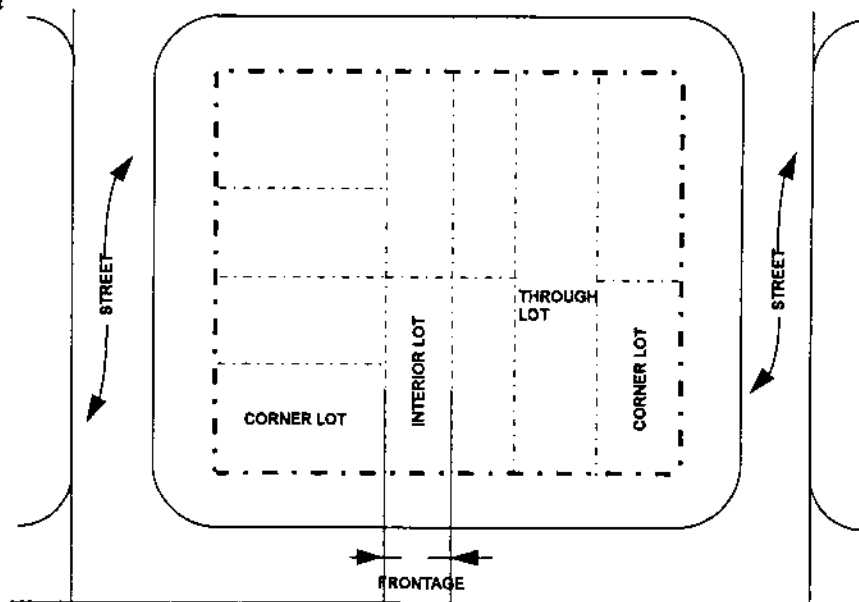 STREET
STREET
THROUGH
LOT
INTERIOR LOT
CORNER LOT
CORNER LOT
FRONTAGE